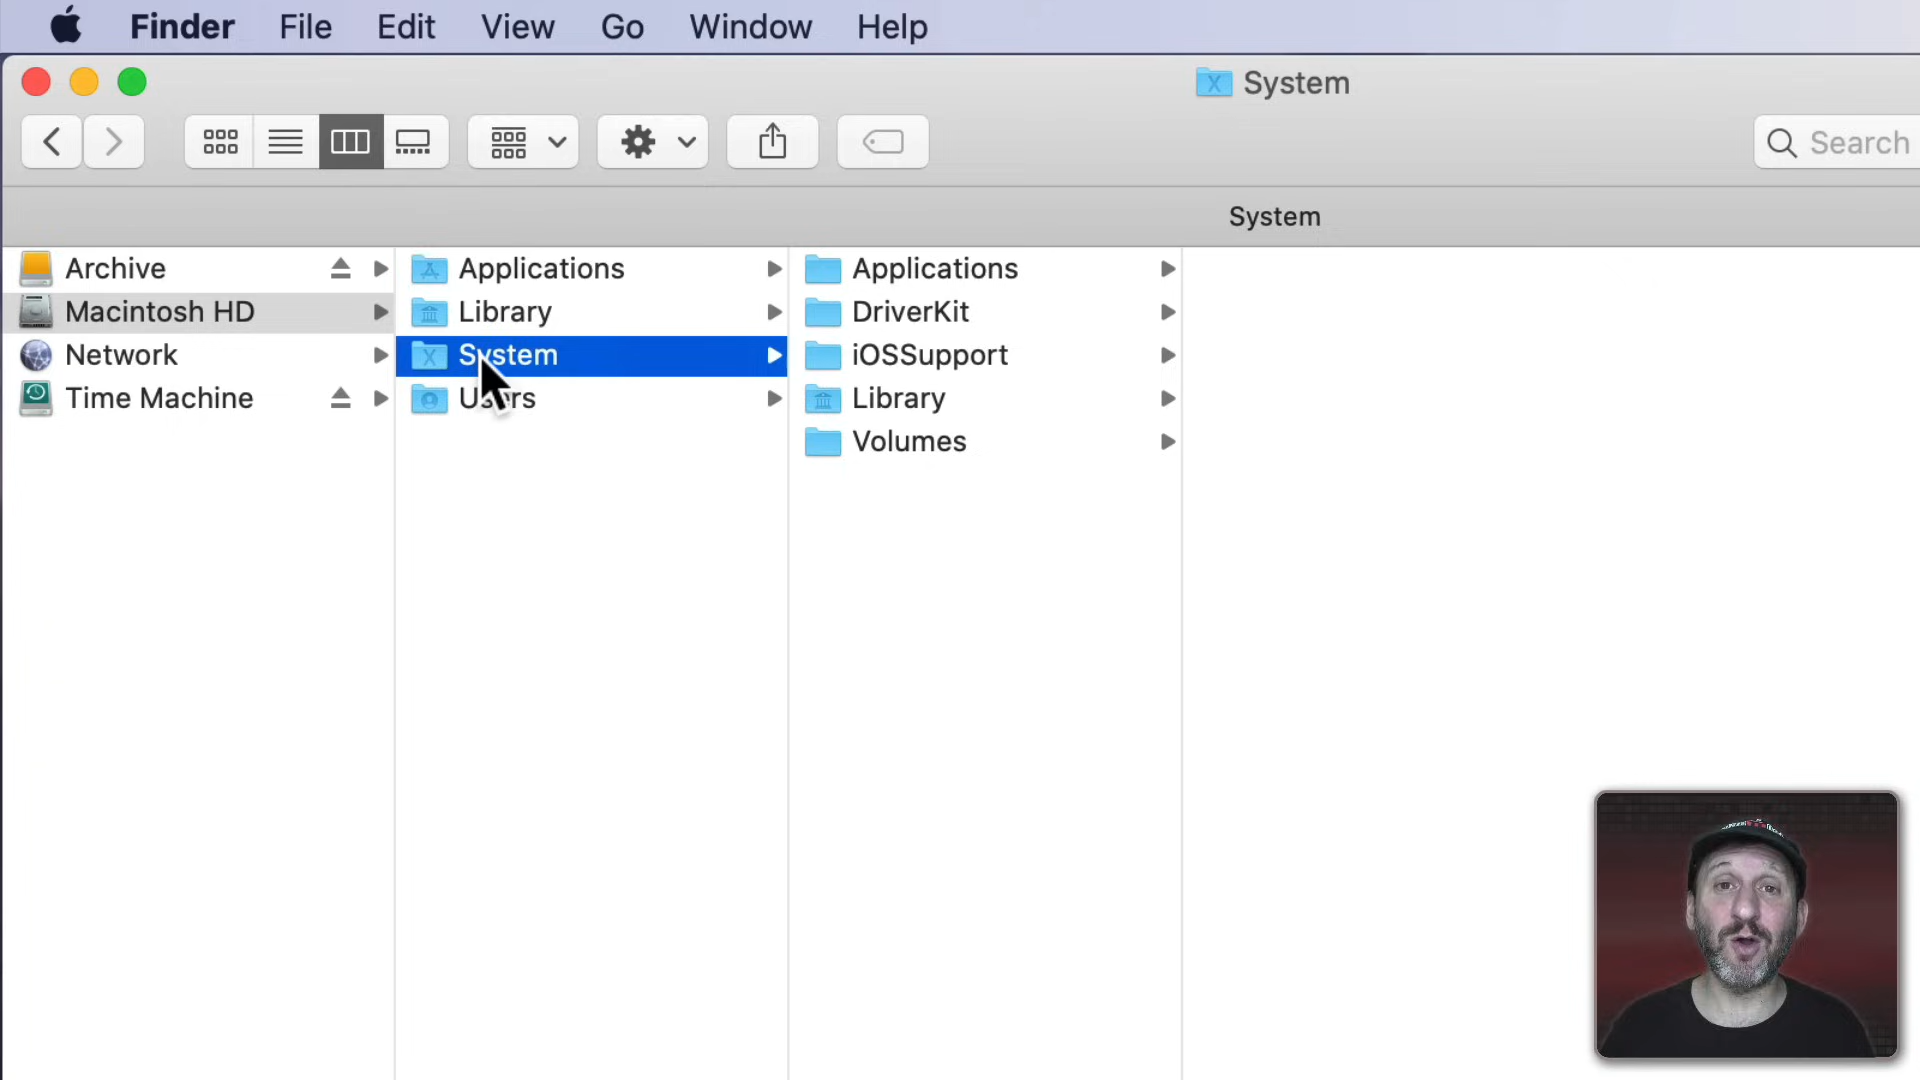 Finder File Edit View Go Window Help
System
Search
System
Archive
Macintosh HD
Network
Time Machine
Applications
Library
System
Users
Applications
DriverKit
iOSSupport
Library
Volumes